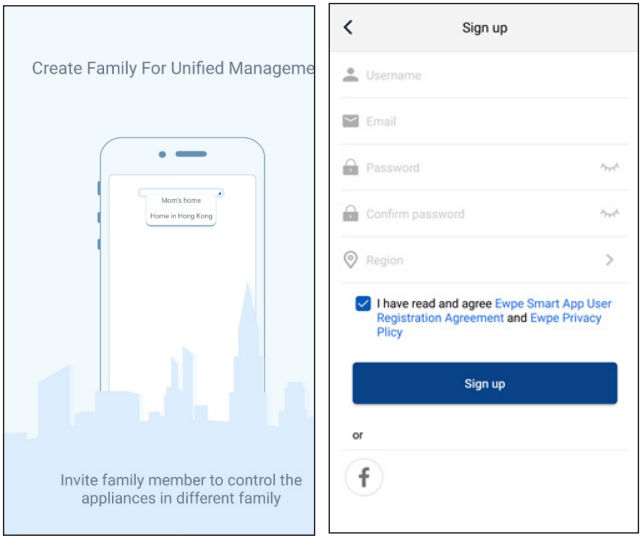 Create Family For Unified Manageme
Mom's home
Home in Hong Kong
Invite family member to control the
appliances in different family
Sign up
Username
Email
Password
Confirm password
Region
I have read and agree Ewpe Smart App User
Registration Agreement and Ewpe Privacy
Plicy
Sign up
or
f